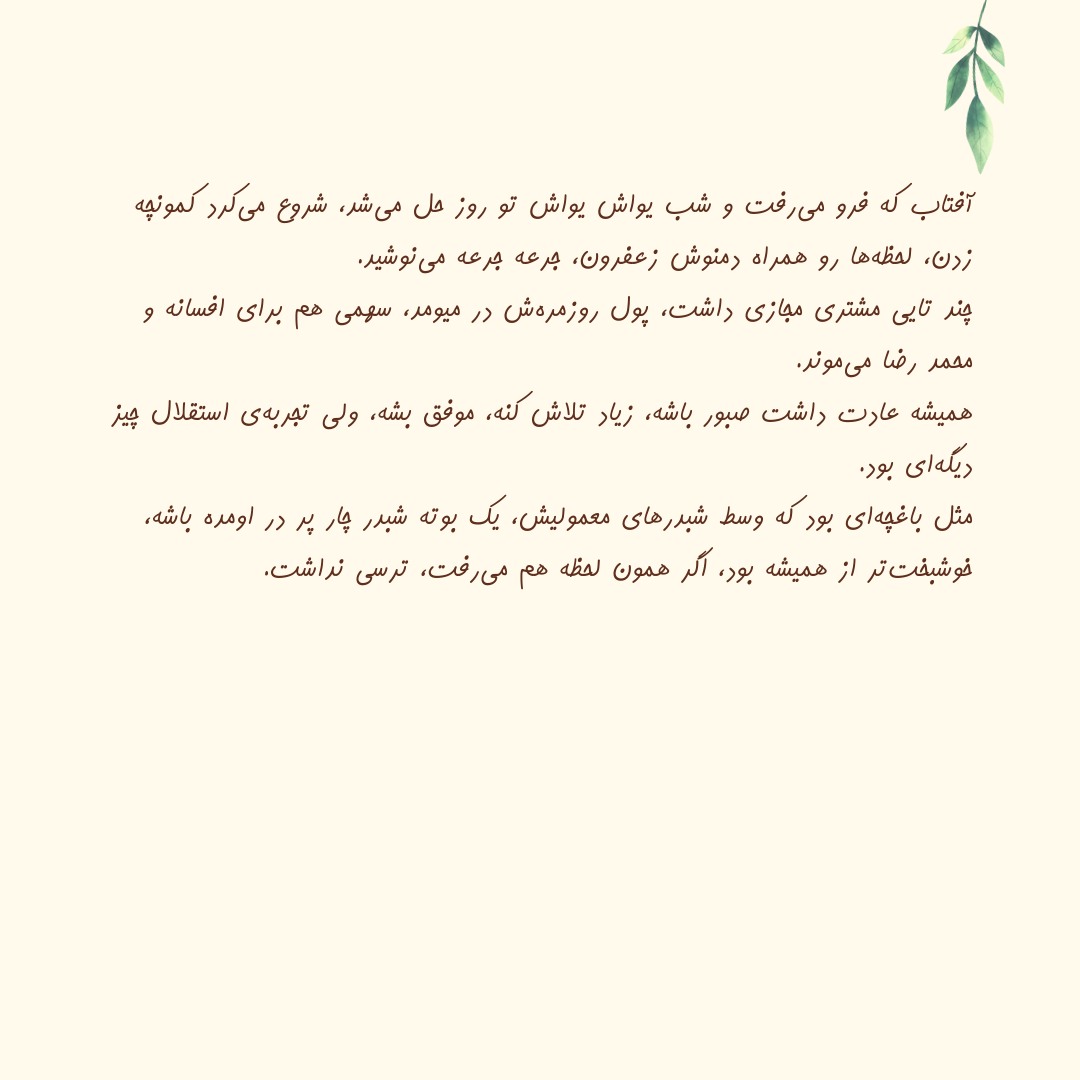 آفتاب که فرو می‌رفت و شب یواش یواش تو روز حل می‌شد، شروع می‌کرد کمونچه
زدن، لحظه‌ها رو همراه دمنوش زعفرون، جرعه جرعه می‌نوشید.
چند تایی مشتری مجازی داشت، پول روزمره‌ش در میومد، سهمی هم برای افسانه و
محمد رضا می‌موند.
همیشه عادت داشت صبور باشه، زیاد تلاش کنه، موفق بشه، ولی تجربه‌ی استقلال چیز
دیگه‌ای بود.
مثل باغچه‌ای بود که وسط شبدرهای معمولیش، یک بوته شبدر چار پر در اومده باشه،
خوشبخت‌تر از همیشه بود، اگر همون لحظه هم می‌رفت، ترسی نداشت.